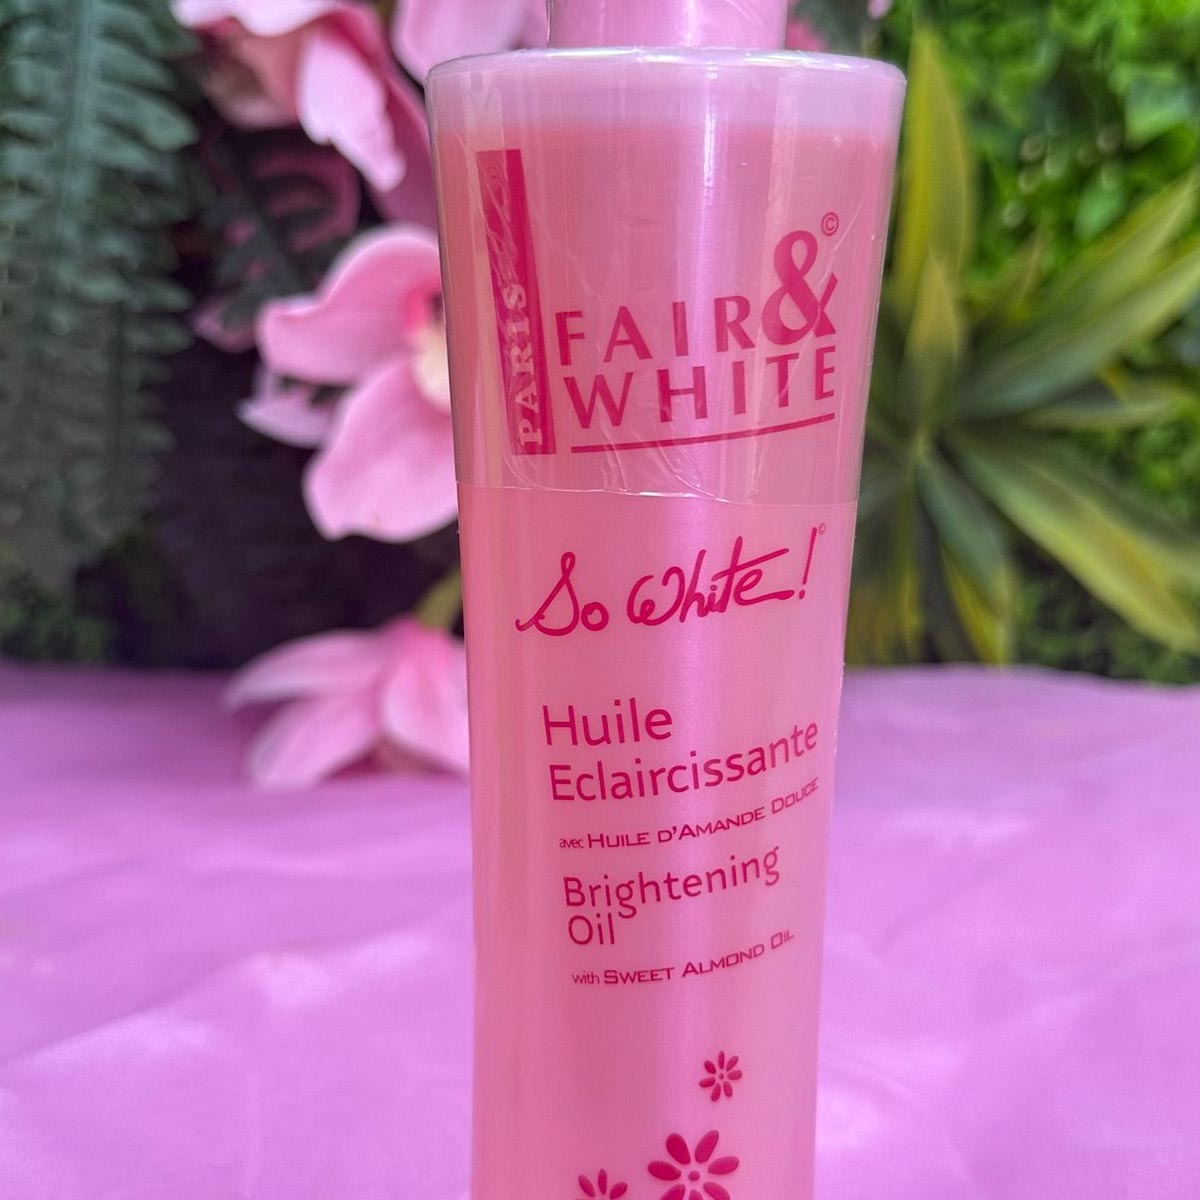 PARIS
FAIR &©
WHITE
So White!©
Huile
Eclaircissante
avec HUILE D'AMANDE DOUCE
Brightening
Oil
with SWEET ALMOND OIL